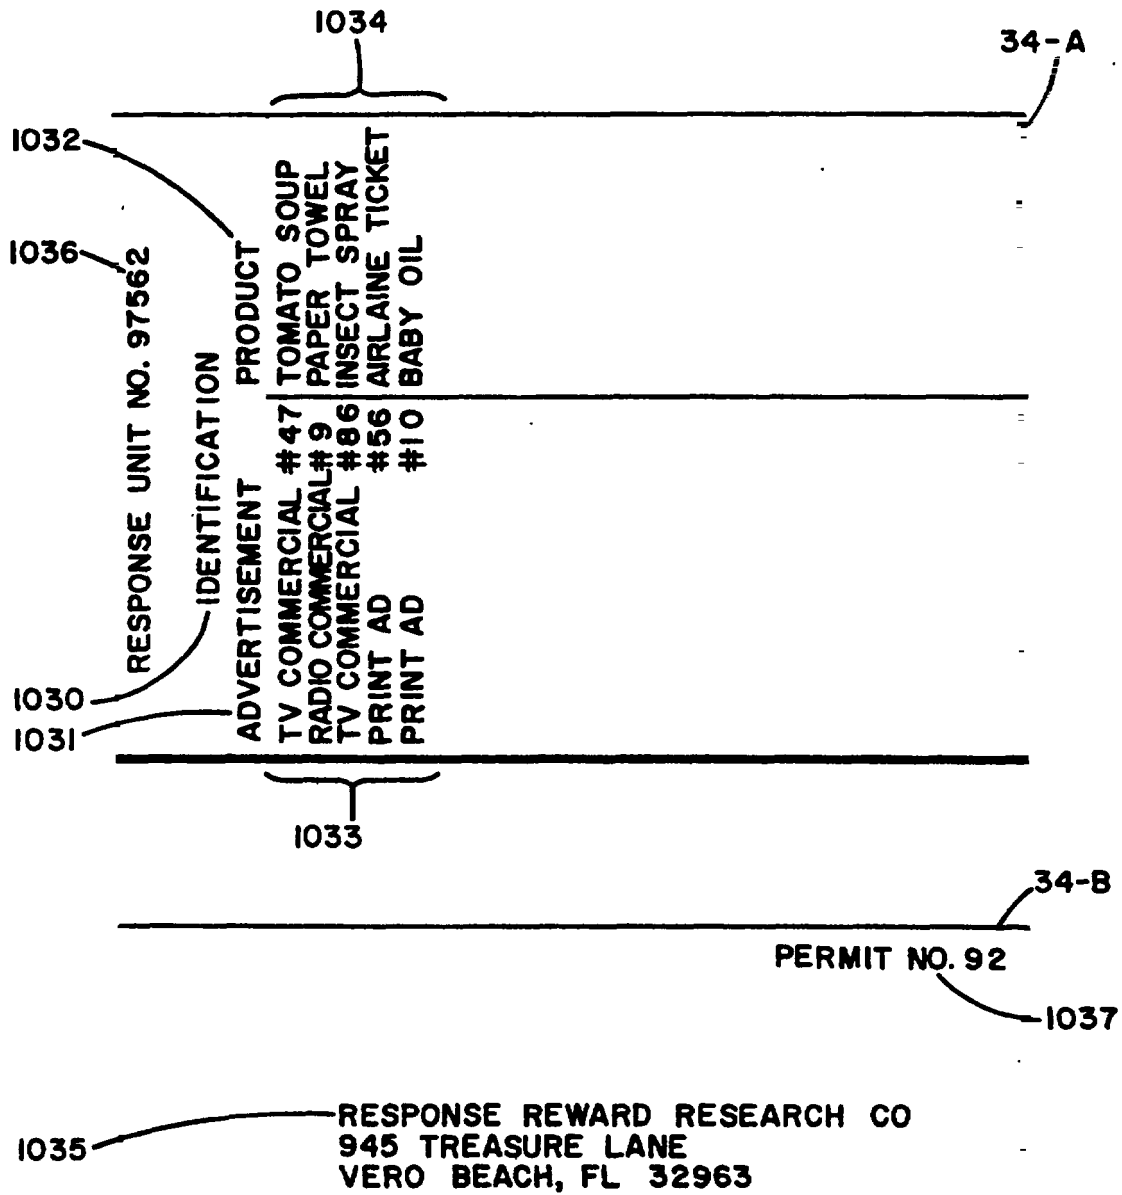 1034
34-A
1032
1036
RESPONSE UNIT NO. 97562
IDENTIFICATION
ADVERTISEMENT PRODUCT
TV COMMERCIAL #47 TOMATO SOUP
RADIO COMMERCIAL #9 PAPER TOWEL
TV COMMERCIAL #86 INSECT SPRAY
PRINT AD #56 AIRLAINE TICKET
PRINT AD #10 BABY OIL
1030
1031
1033
34-B
PERMIT NO. 92
1037
1035
RESPONSE REWARD RESEARCH CO
945 TREASURE LANE
VERO BEACH, FL 32963